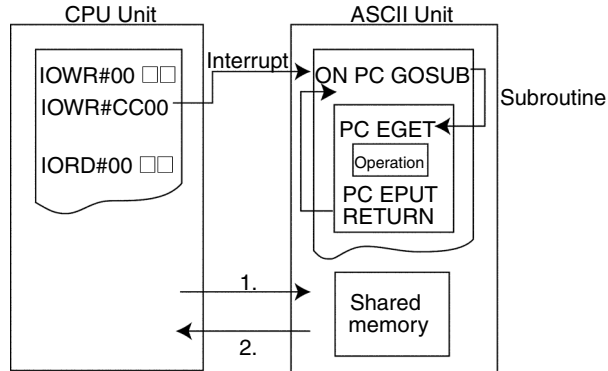 CPU Unit
ASCII Unit
IOWR#00 □□
IOWR#CC00
IORD#00 □□
Interrupt
ON PC GOSUB
Subroutine
PC EGET
Operation
PC EPUT
RETURN
1.
2.
Shared
memory